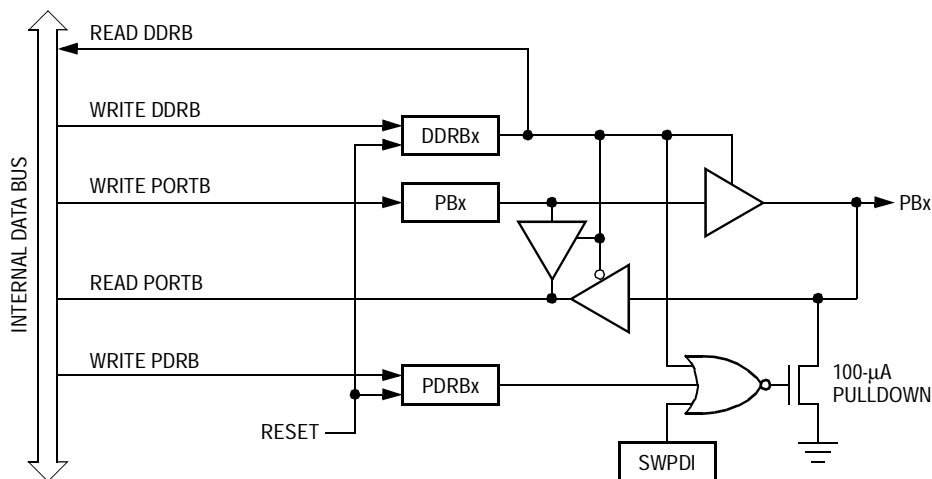 READ DDRB
WRITE DDRB
DDRBx
WRITE PORTB
PBx
PBx
INTERNAL DATA BUS
READ PORTB
WRITE PDRB
PDRBx
100-μA
PULLDOWN
RESET
SWPDI